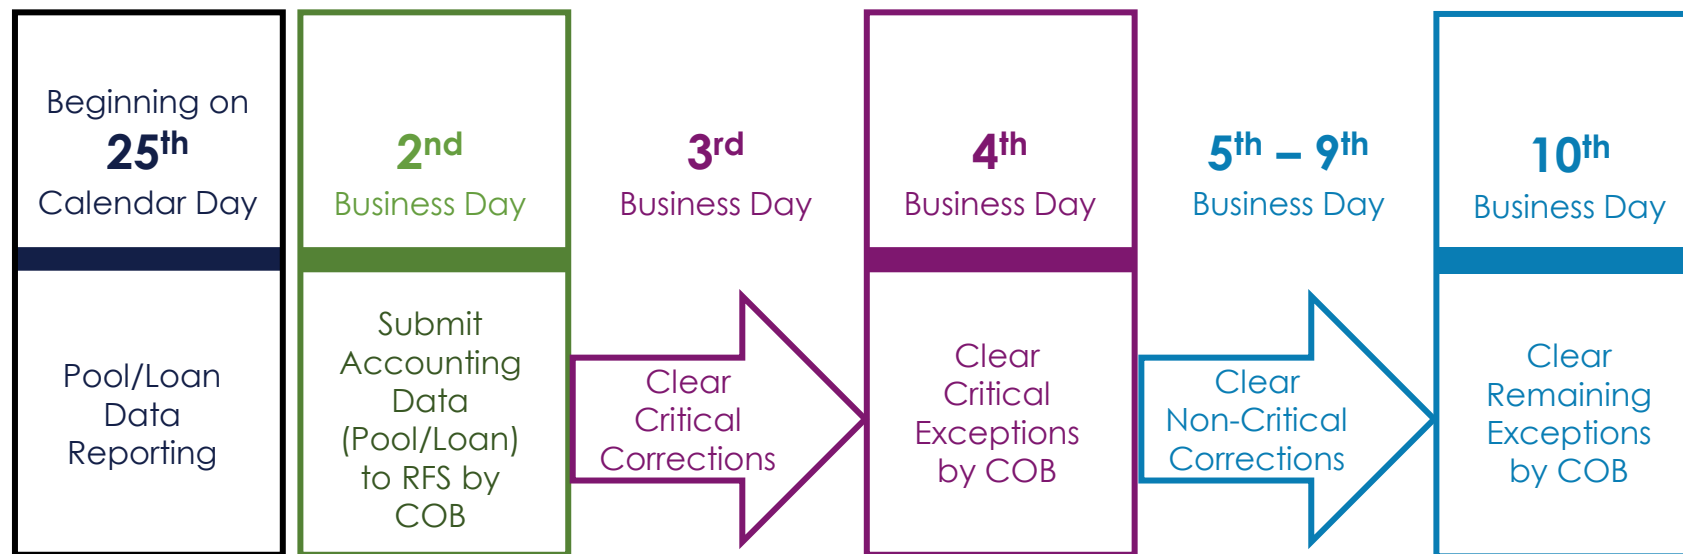 Beginning on
25th
Calendar Day
Pool/Loan
Data
Reporting
2nd
Business Day
Submit
Accounting
Data
(Pool/Loan)
to RFS by
COB
3rd
Business Day
Clear
Critical
Corrections
4th
Business Day
Clear
Critical
Exceptions
by COB
5th – 9th
Business Day
Clear
Non-Critical
Corrections
10th
Business Day
Clear
Remaining
Exceptions
by COB